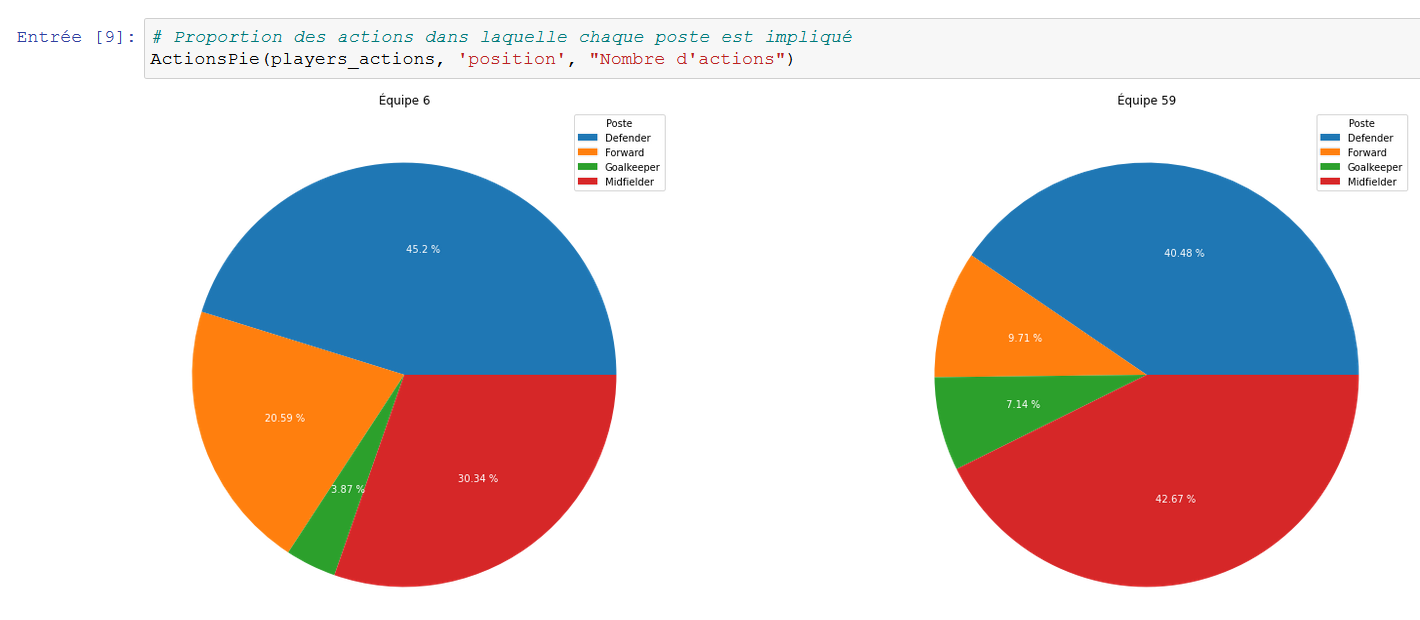 Entrée [9]:
# Proportion des actions dans laquelle chaque poste est impliqué
ActionsPie(players_actions, 'position', "Nombre d'actions")
Équipe 6
Poste
Defender
Forward
Goalkeeper
Midfielder
45.2 %
20.59 %
3.87 %
30.34 %
Équipe 59
Poste
Defender
Forward
Goalkeeper
Midfielder
40.48 %
9.71 %
7.14 %
42.67 %